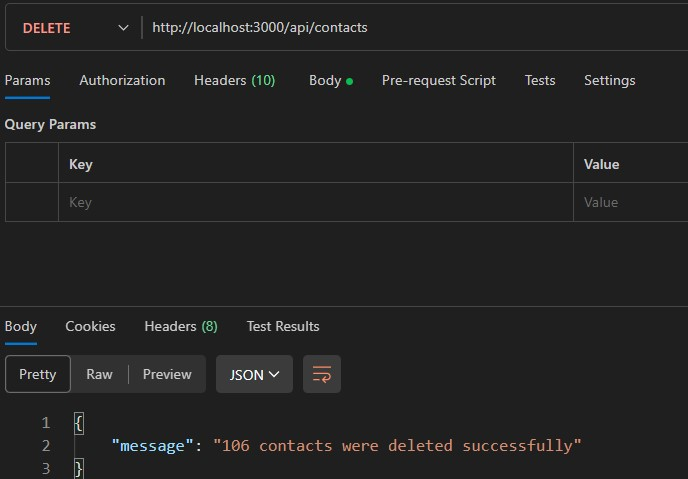 DELETE http://localhost:3000/api/contacts
Params Authorization Headers (10) Body Pre-request Script Tests Settings
Query Params
Key Value
Key Value
Body Cookies Headers (8) Test Results
Pretty Raw Preview JSON
1 {
2 "message": "106 contacts were deleted successfully"
3 }